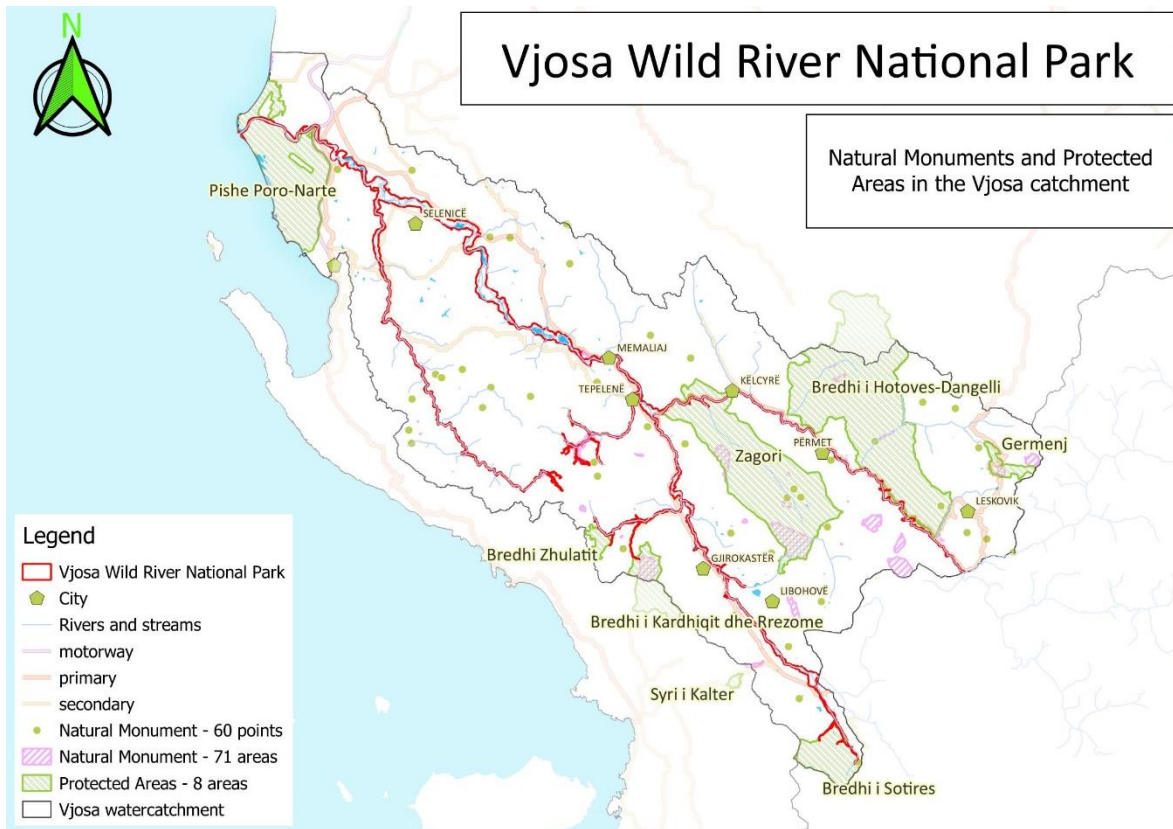 N
Vjosa Wild River National Park
Natural Monuments and Protected
Areas in the Vjosa catchment
Pishe Poro-Narte
SELENICË
MEMALIAJ
TEPELENË
KËLCYRË
Bredhi i Hotoves-Dangelli
PËRMET
Zagori
Germenj
LESKOVIK
Bredhi Zhulatit
GJIROKASTËR
LIBOHOVË
Bredhi i Kardhiqit dhe Rrezome
Syri i Kalter
Bredhi i Sotires
Legend
Vjosa Wild River National Park
City
Rivers and streams
motorway
primary
secondary
Natural Monument - 60 points
Natural Monument - 71 areas
Protected Areas - 8 areas
Vjosa watercatchment